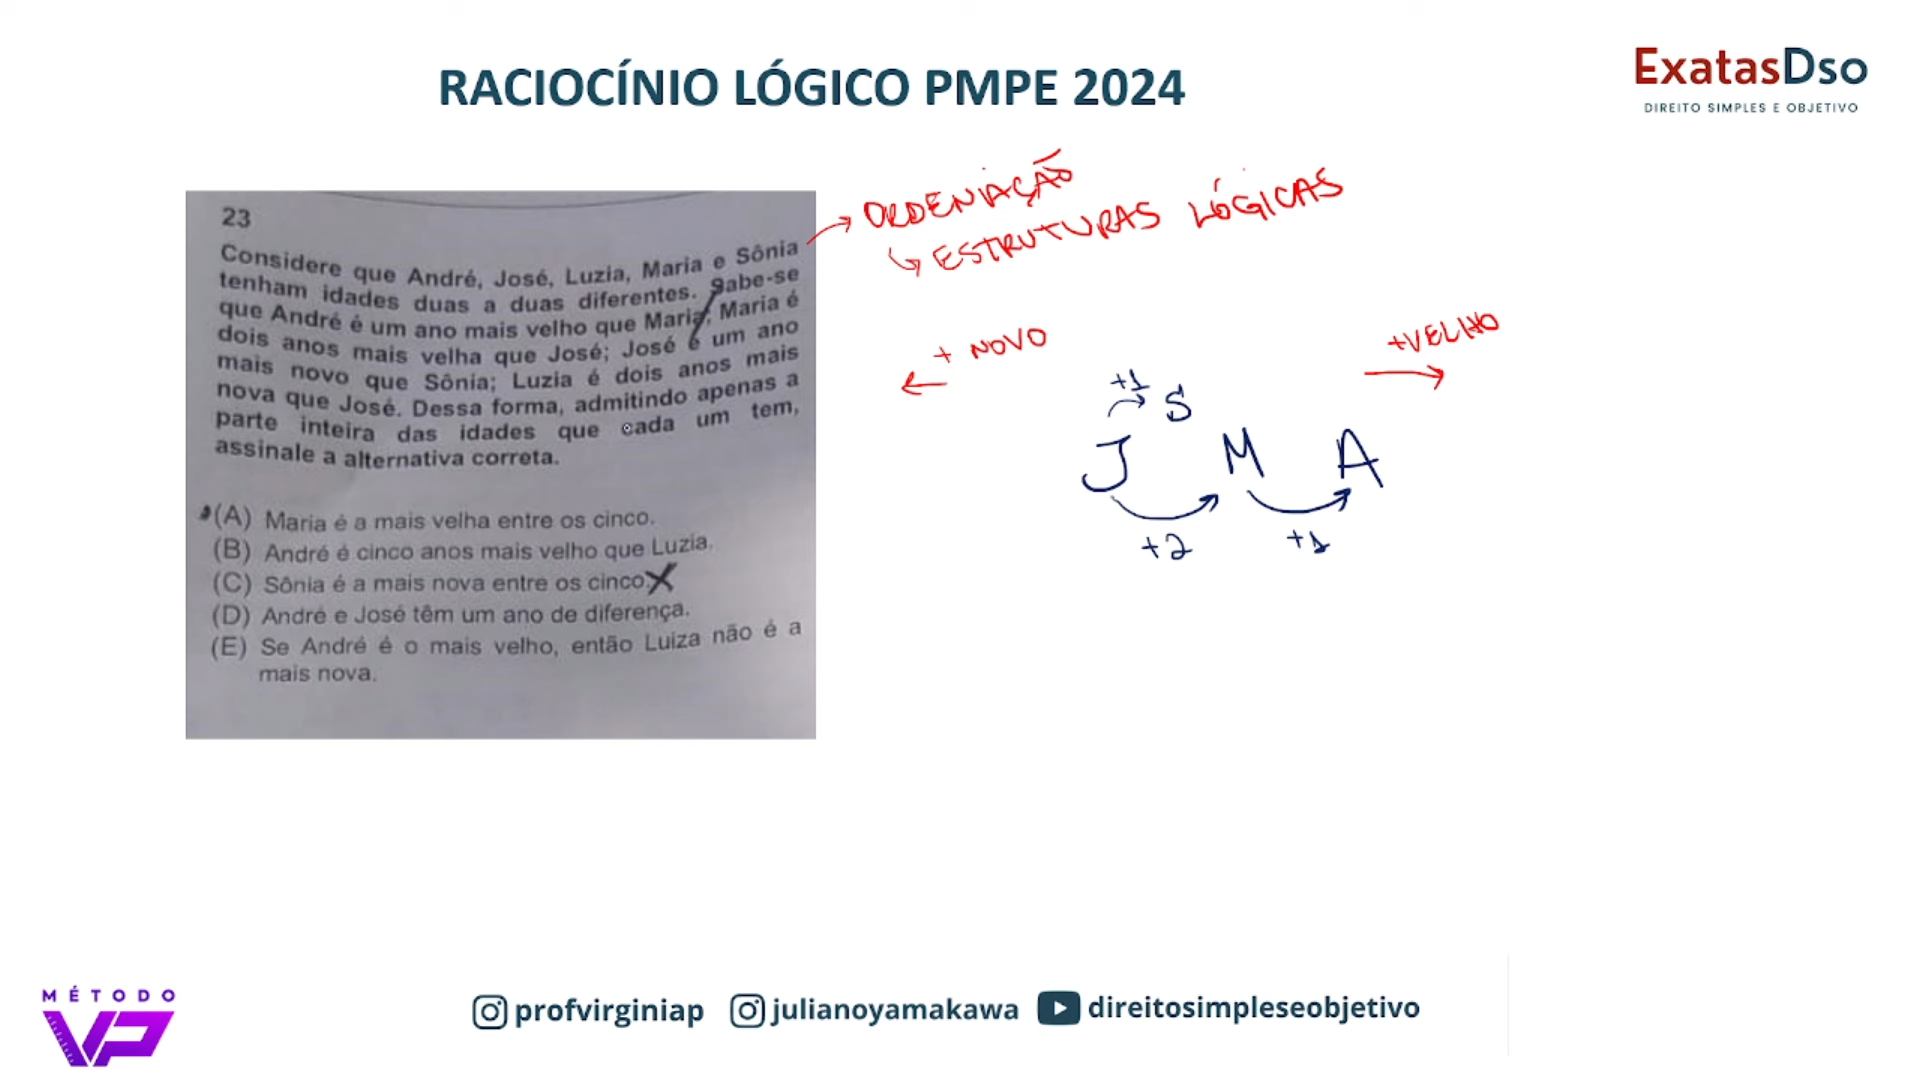 RACIOCÍNIO LÓGICO PMPE 2024
ExatasDso
DIREITO SIMPLES E OBJETIVO
23
Considere que André, José, Luzia, Maria e Sônia
tenham idades duas a duas diferentes. Sabe-se
que André é um ano mais velho que Maria; Maria é
dois anos mais velha que José; José é um ano
mais novo que Sônia; Luzia é dois anos mais
nova que José. Dessa forma, admitindo apenas a
parte inteira das idades que cada um tem,
assinale a alternativa correta.
(A) Maria é a mais velha entre os cinco.
(B) André é cinco anos mais velho que Luzia.
(C) Sônia é a mais nova entre os cinco.
(D) André e José têm um ano de diferença.
(E) Se André é o mais velho, então Luiza não é a
mais nova.
→ ORDENAÇÃO
↳ ESTRUTURAS LÓGICAS
+ NOVO
←
+VELHO
→
+1
S
J M A
+2 +1
MÉTODO
VP
profvirginiap julianoyamakawa direitosimpleseobjetivo